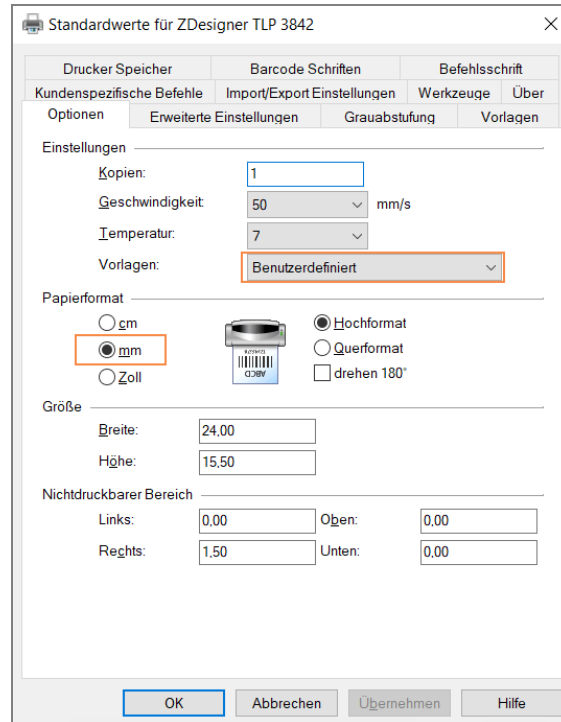 Standardwerte für ZDesigner TLP 3842
Drucker Speicher Barcode Schriften Befehlsschrift
Kundenspezifische Befehle Import/Export Einstellungen Werkzeuge Über
Optionen Erweiterte Einstellungen Grauabstufung Vorlagen
Einstellungen
Kopien: 1
Geschwindigkeit: 50 mm/s
Temperatur: 7
Vorlagen: Benutzerdefiniert
Papierformat
cm Hochformat
mm Querformat
Zoll drehen 180°
ABCD
Größe
Breite: 24,00
Höhe: 15,50
Nichtdruckbarer Bereich
Links: 0,00 Oben: 0,00
Rechts: 1,50 Unten: 0,00
OK Abbrechen Übernehmen Hilfe